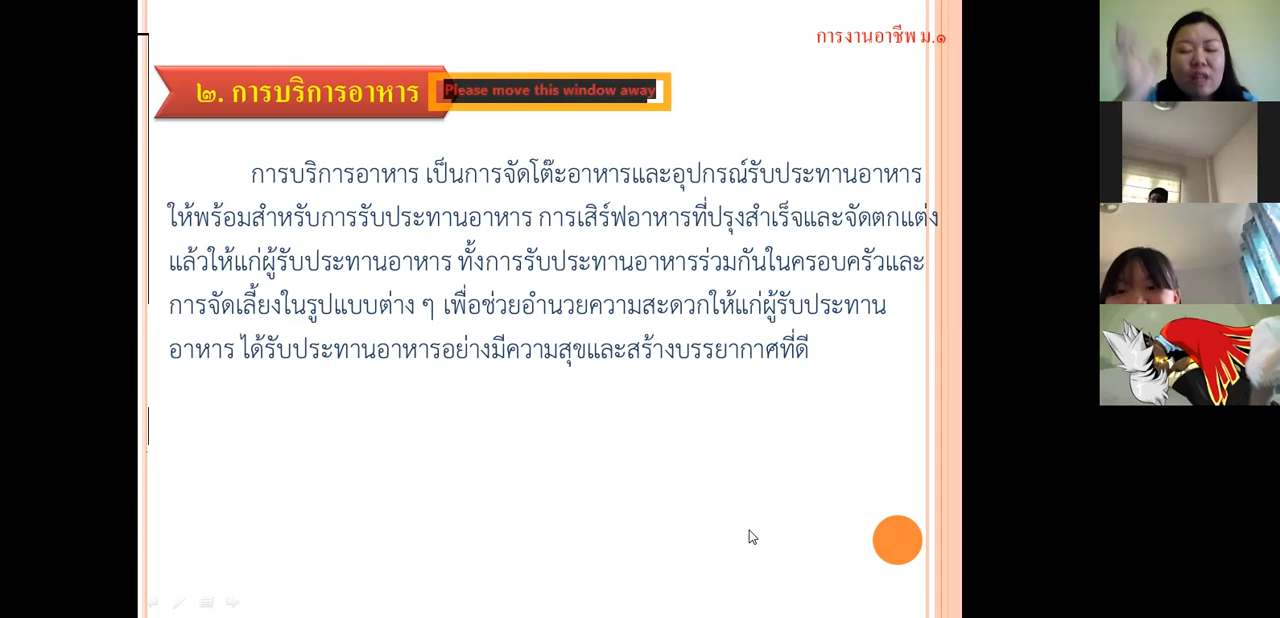 การงานอาชีพ ม.๑
๒. การบริการอาหาร
Please move this window away
การบริการอาหาร เป็นการจัดโต๊ะอาหารและอุปกรณ์รับประทานอาหาร
ให้พร้อมสำหรับการรับประทานอาหาร การเสิร์ฟอาหารที่ปรุงสำเร็จและจัดตกแต่ง
แล้วให้แก่ผู้รับประทานอาหาร ทั้งการรับประทานอาหารร่วมกันในครอบครัวและ
การจัดเลี้ยงในรูปแบบต่าง ๆ เพื่อช่วยอำนวยความสะดวกให้แก่ผู้รับประทาน
อาหาร ได้รับประทานอาหารอย่างมีความสุขและสร้างบรรยากาศที่ดี